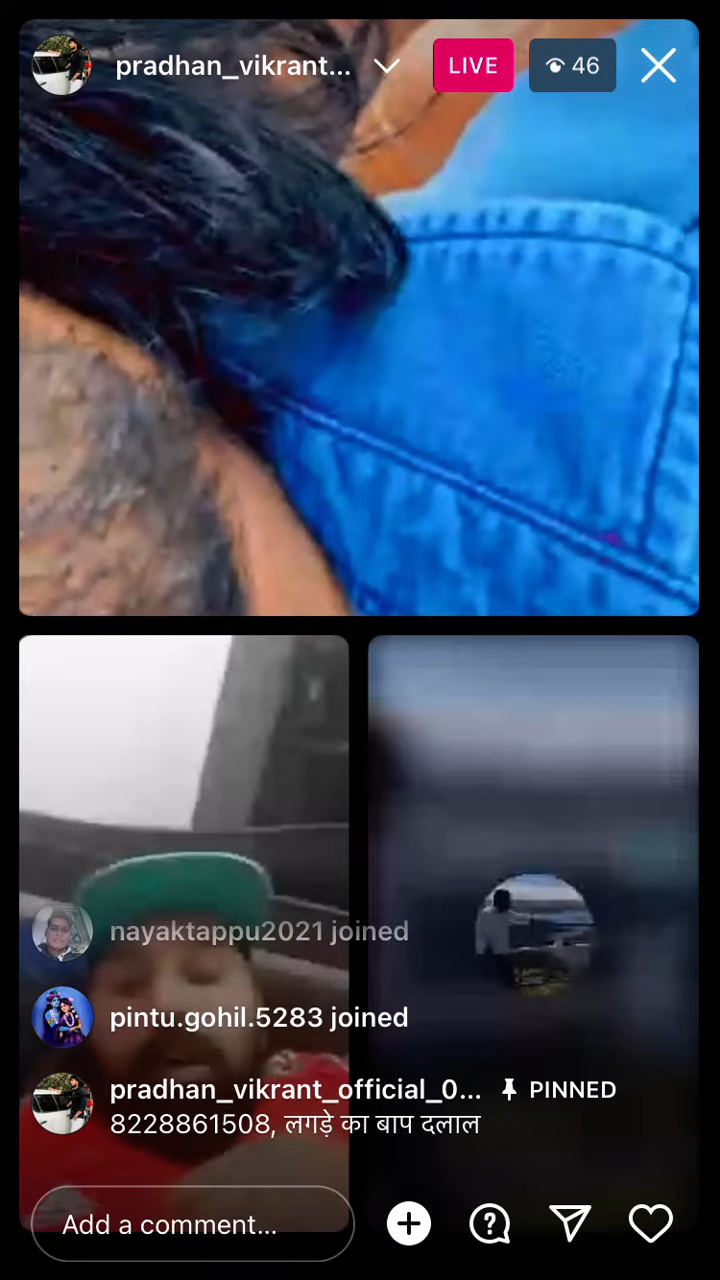 pradhan_vikrant...
LIVE
46
nayaktappu2021 joined
pintu.gohil.5283 joined
pradhan_vikrant_official_0... PINNED
8228861508, लगड़े का बाप दलाल
Add a comment...